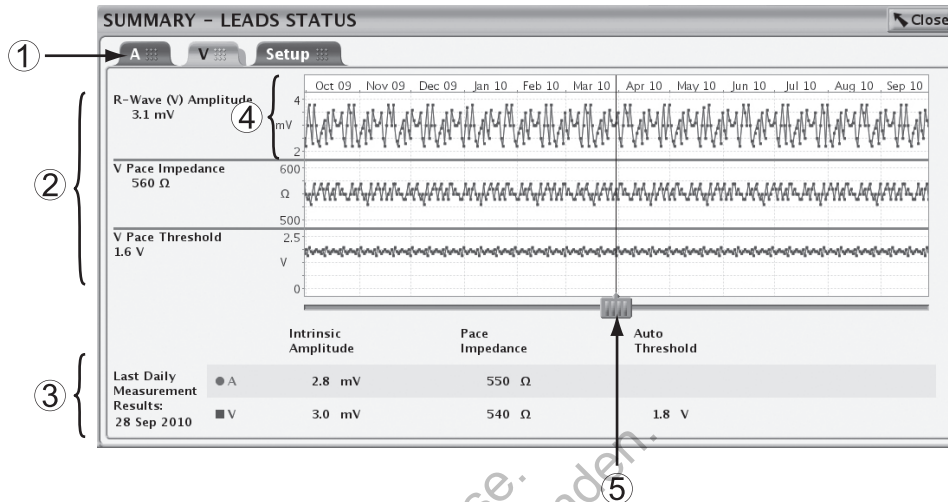 SUMMARY - LEADS STATUS
Close
1
A
V
Setup
Oct 09 Nov 09 Dec 09 Jan 10 Feb 10 Mar 10 Apr 10 May 10 Jun 10 Jul 10 Aug 10 Sep 10
2
R-Wave (V) Amplitude
3.1 mV
4
4
mV
2
V Pace Impedance
560 Ω
600
Ω
500
V Pace Threshold
1.6 V
2.5
V
0
Intrinsic Amplitude
Pace Impedance
Auto Threshold
3
Last Daily
Measurement
Results:
28 Sep 2010
A 2.8 mV 550 Ω
V 3.0 mV 540 Ω 1.8 V
5